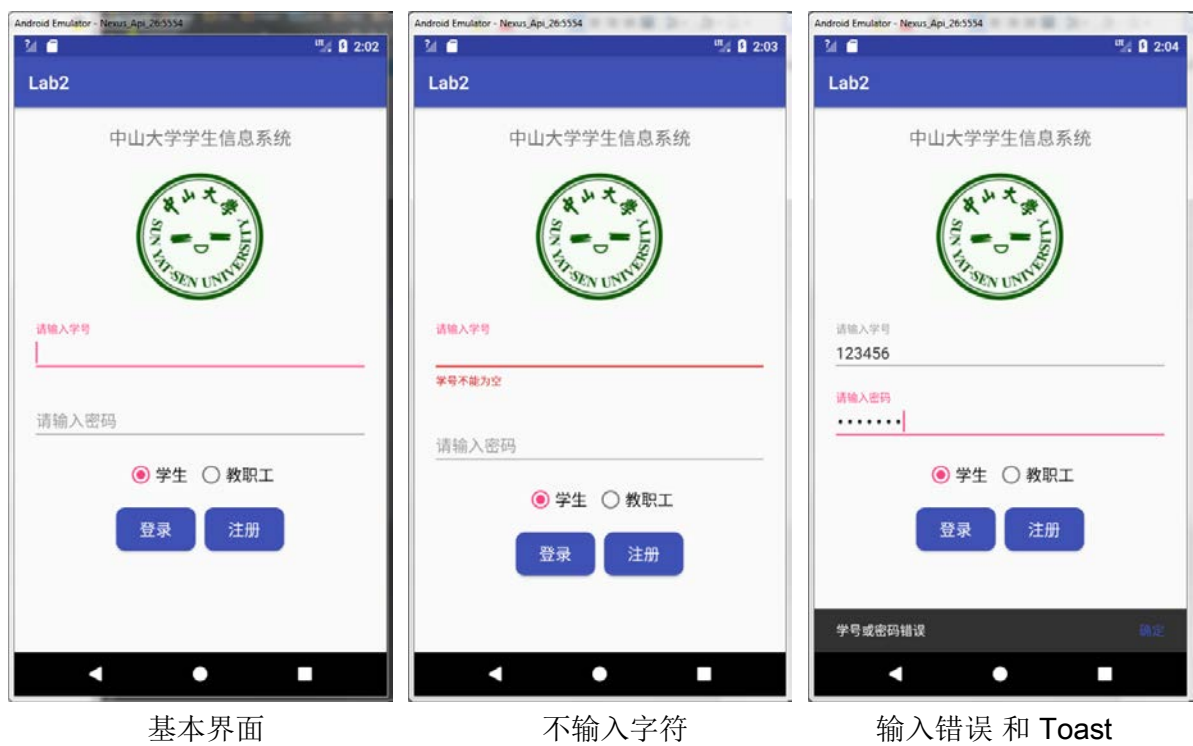 Android Emulator - Nexus_Api_26:5554
2:02
Lab2
中山大学学生信息系统
中山大学
SUN YAT-SEN UNIVERSITY
请输入学号
请输入密码
学生 教职工
登录 注册
基本界面
Android Emulator - Nexus_Api_26:5554
2:03
Lab2
中山大学学生信息系统
中山大学
SUN YAT-SEN UNIVERSITY
请输入学号
学号不能为空
请输入密码
学生 教职工
登录 注册
不输入字符
Android Emulator - Nexus_Api_26:5554
2:04
Lab2
中山大学学生信息系统
中山大学
SUN YAT-SEN UNIVERSITY
请输入学号
123456
请输入密码
•••••••
学生 教职工
登录 注册
学号或密码错误 确定
输入错误 和 Toast